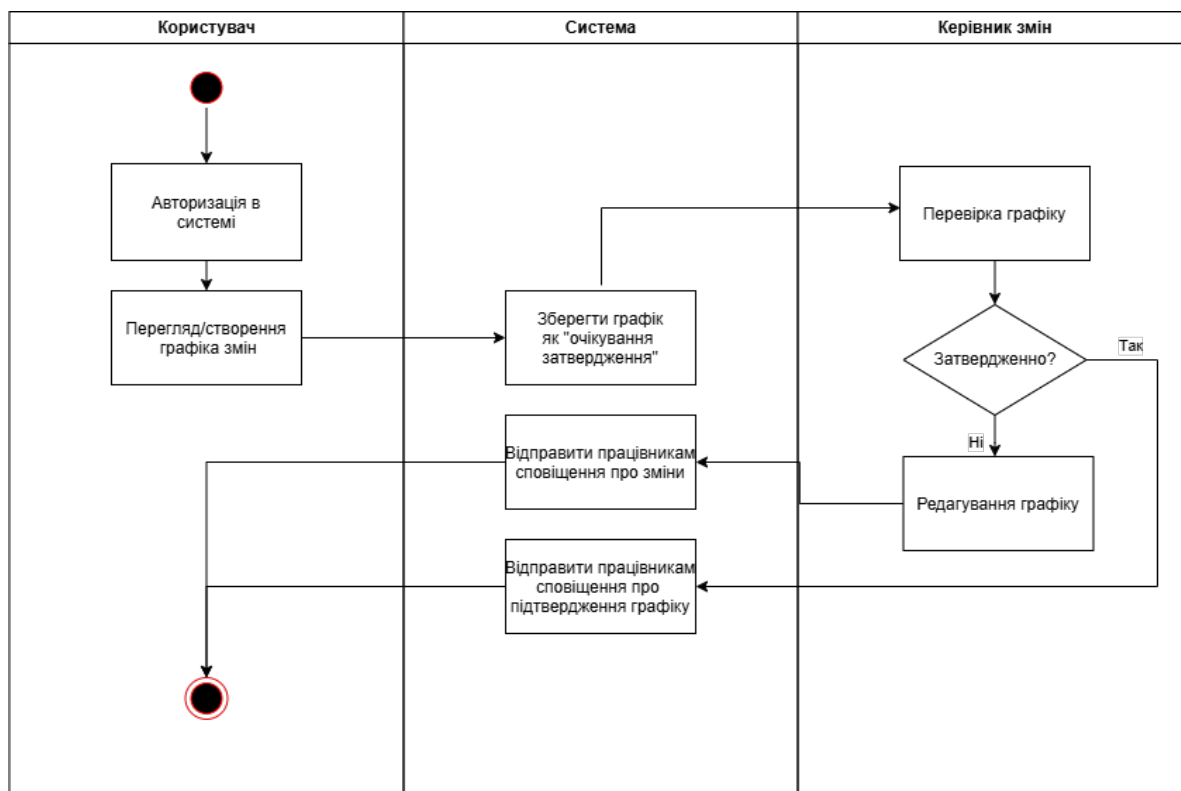 Користувач
Система
Керівник змін
Авторизація в
системі
Перевірка графіку
Перегляд/створення
графіка змін
Зберегти графік
як "очікування
затвердження"
Затвердженно?
Так
Ні
Відправити працівникам
сповіщення про зміни
Редагування графіку
Відправити працівникам
сповіщення про
підтвердження графіку